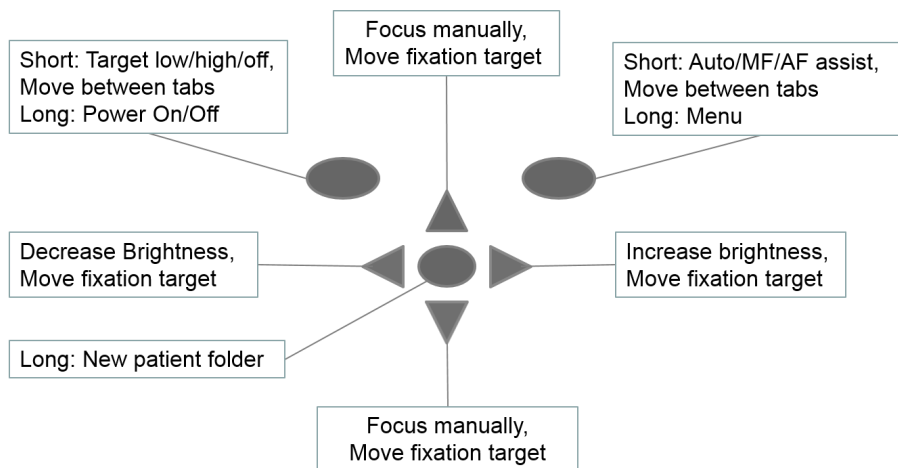 Focus manually,
Move fixation target
Short: Target low/high/off,
Move between tabs
Long: Power On/Off
Short: Auto/MF/AF assist,
Move between tabs
Long: Menu
Decrease Brightness,
Move fixation target
Increase brightness,
Move fixation target
Long: New patient folder
Focus manually,
Move fixation target